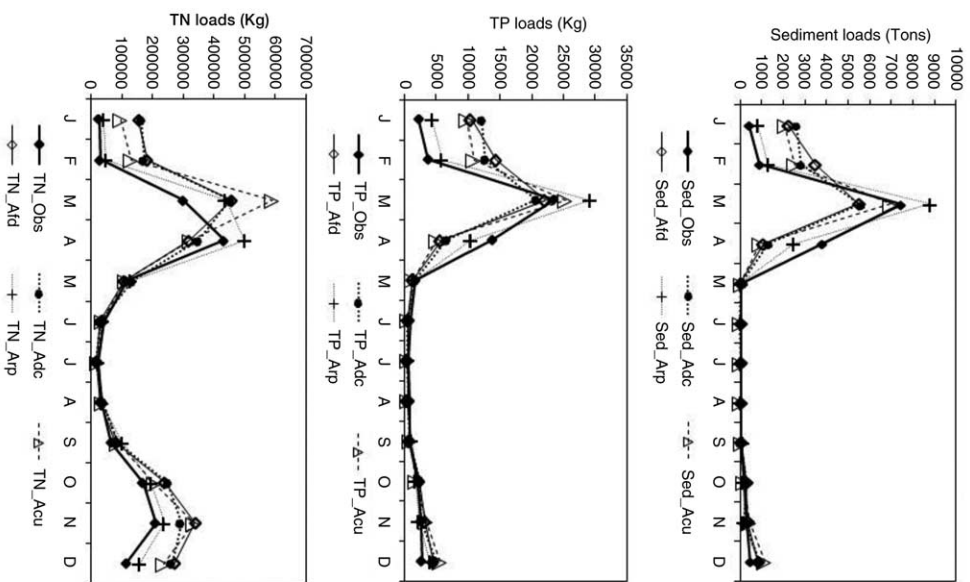 Sediment loads (Tons)
10000
9000
8000
7000
6000
5000
4000
3000
2000
1000
0
J F M A M J J A S O N D
Sed_Obs Sed_Adc Sed_Acu
Sed_Afd Sed_Arp
TP loads (Kg)
35000
30000
25000
20000
15000
10000
5000
0
J F M A M J J A S O N D
TP_Obs TP_Adc TP_Acu
TP_Afd TP_Arp
TN loads (Kg)
700000
600000
500000
400000
300000
200000
100000
0
J F M A M J J A S O N D
TN_Obs TN_Adc TN_Acu
TN_Afd TN_Arp